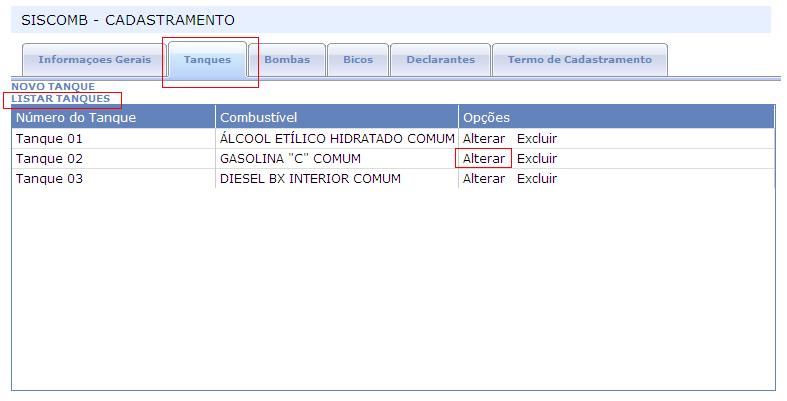 SISCOMB - CADASTRAMENTO
Informaçoes Gerais Tanques Bombas Bicos Declarantes Termo de Cadastramento
NOVO TANQUE
LISTAR TANQUES
Número do Tanque Combustível Opções
Tanque 01 ÁLCOOL ETÍLICO HIDRATADO COMUM Alterar Excluir
Tanque 02 GASOLINA "C" COMUM Alterar Excluir
Tanque 03 DIESEL BX INTERIOR COMUM Alterar Excluir